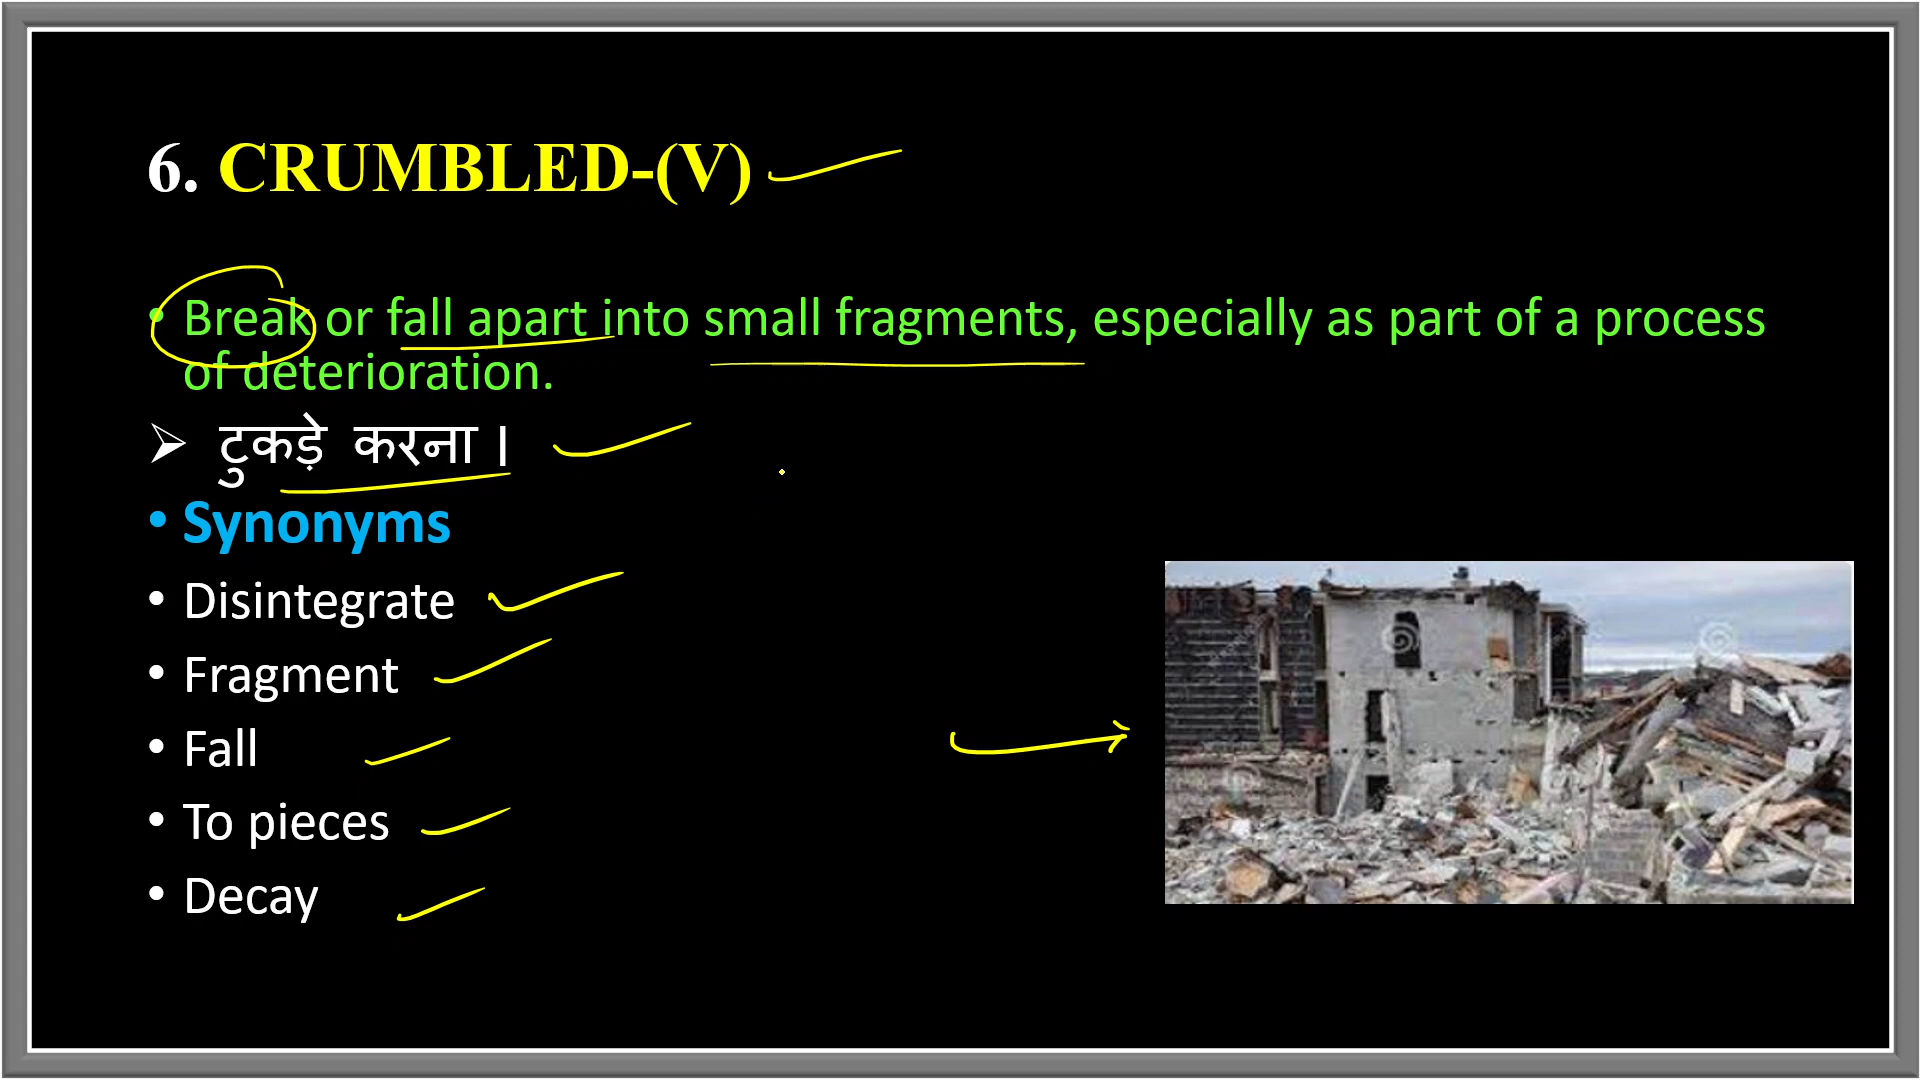 6. CRUMBLED-(V)
• Break or fall apart into small fragments, especially as part of a process
of deterioration.
➢ टुकड़े करना ।
• Synonyms
• Disintegrate
• Fragment
• Fall
• To pieces
• Decay